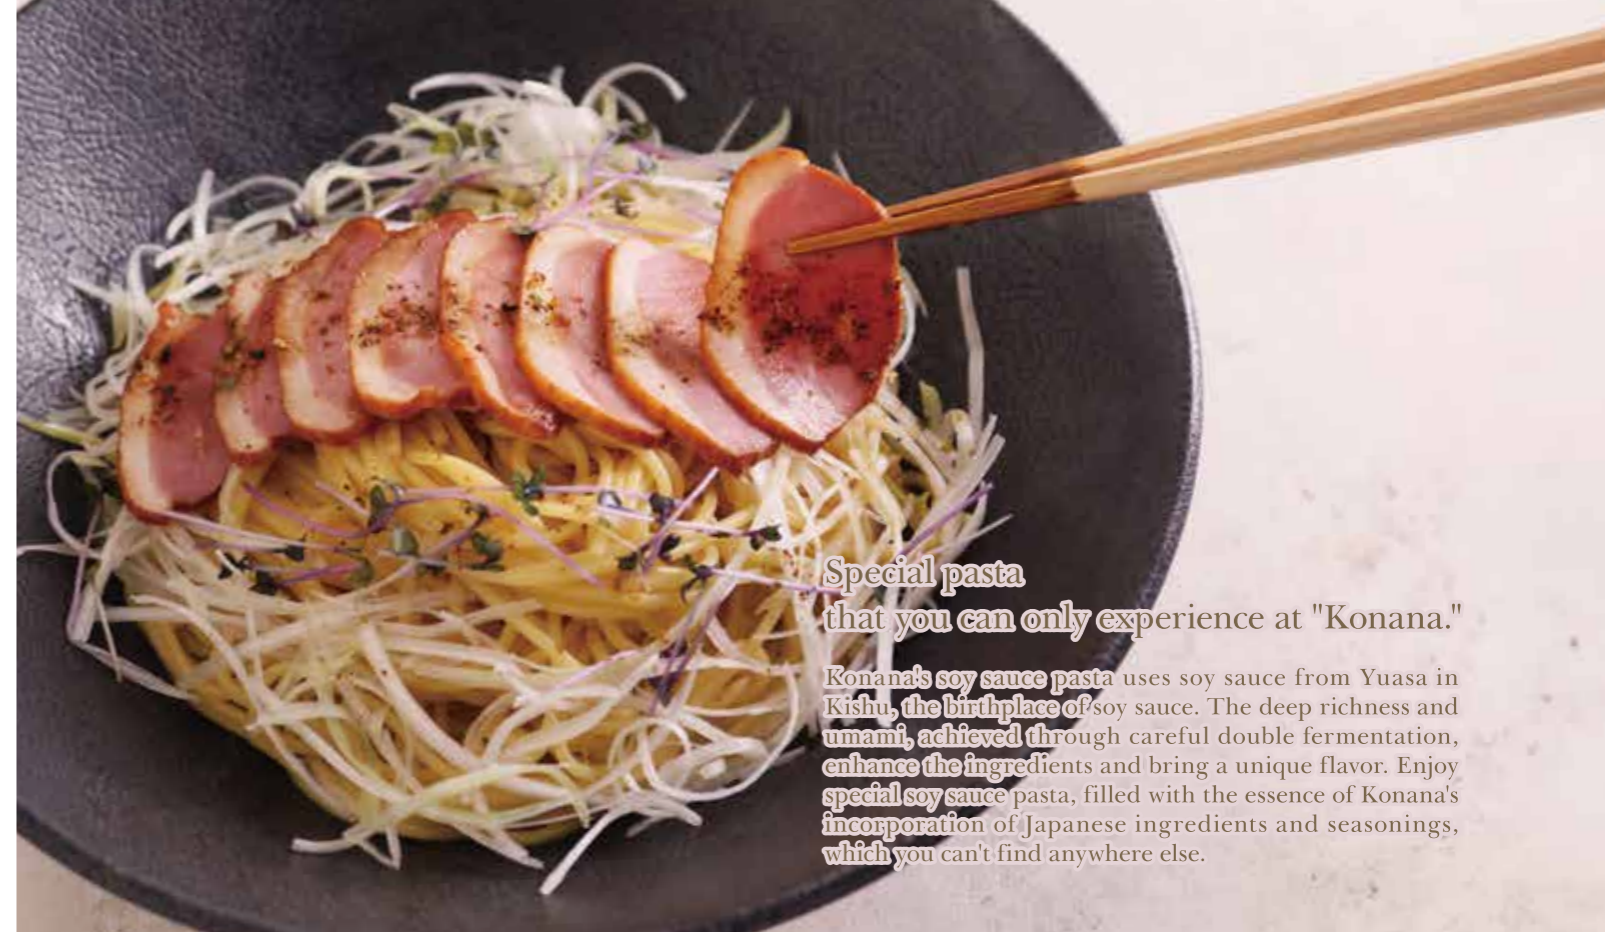 Special pasta
that you can only experience at "Konana."
Konana's soy sauce pasta uses soy sauce from Yuasa in
Kishu, the birthplace of soy sauce. The deep richness and
umami, achieved through careful double fermentation,
enhance the ingredients and bring a unique flavor. Enjoy
special soy sauce pasta, filled with the essence of Konana's
incorporation of Japanese ingredients and seasonings,
which you can't find anywhere else.